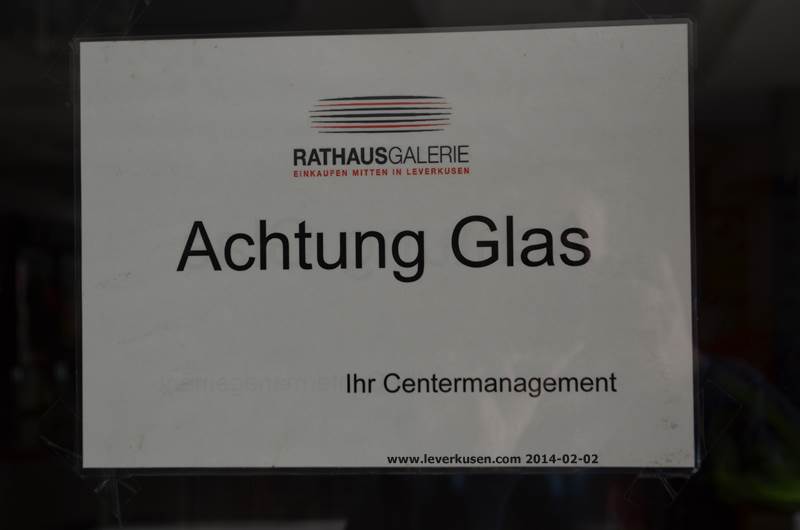 RATHAUSGALERIE
EINKAUFEN MITTEN IN LEVERKUSEN
Achtung Glas
Ihr Centermanagement
www.leverkusen.com 2014-02-02